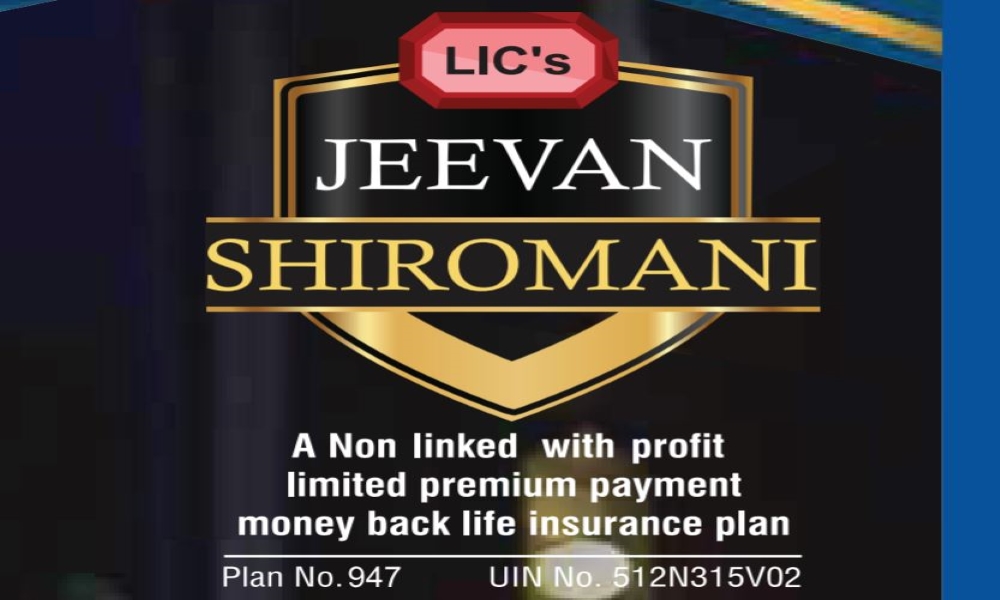 LIC's
JEEVAN
SHIROMANI
A Non linked with profit
limited premium payment
money back life insurance plan
Plan No. 947 UIN No. 512N315V02